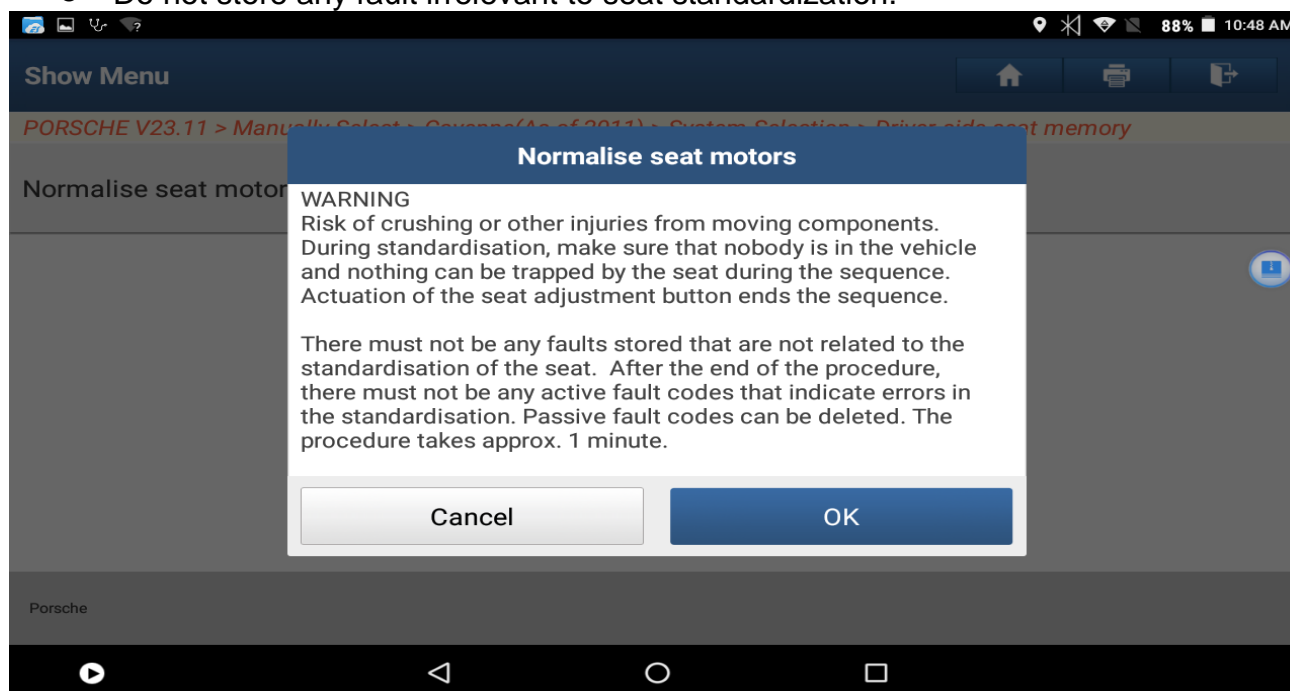 Do not store any fault irrelevant to seat standardization.
88% 10:48 AM
Show Menu
PORSCHE V23.11 > Manually Select > Cayenne(As of 2011) > System Selection > Driver side seat memory
Normalise seat motors
Normalise seat motor
WARNING
Risk of crushing or other injuries from moving components.
During standardisation, make sure that nobody is in the vehicle
and nothing can be trapped by the seat during the sequence.
Actuation of the seat adjustment button ends the sequence.
There must not be any faults stored that are not related to the
standardisation of the seat. After the end of the procedure,
there must not be any active fault codes that indicate errors in
the standardisation. Passive fault codes can be deleted. The
procedure takes approx. 1 minute.
Cancel
OK
Porsche